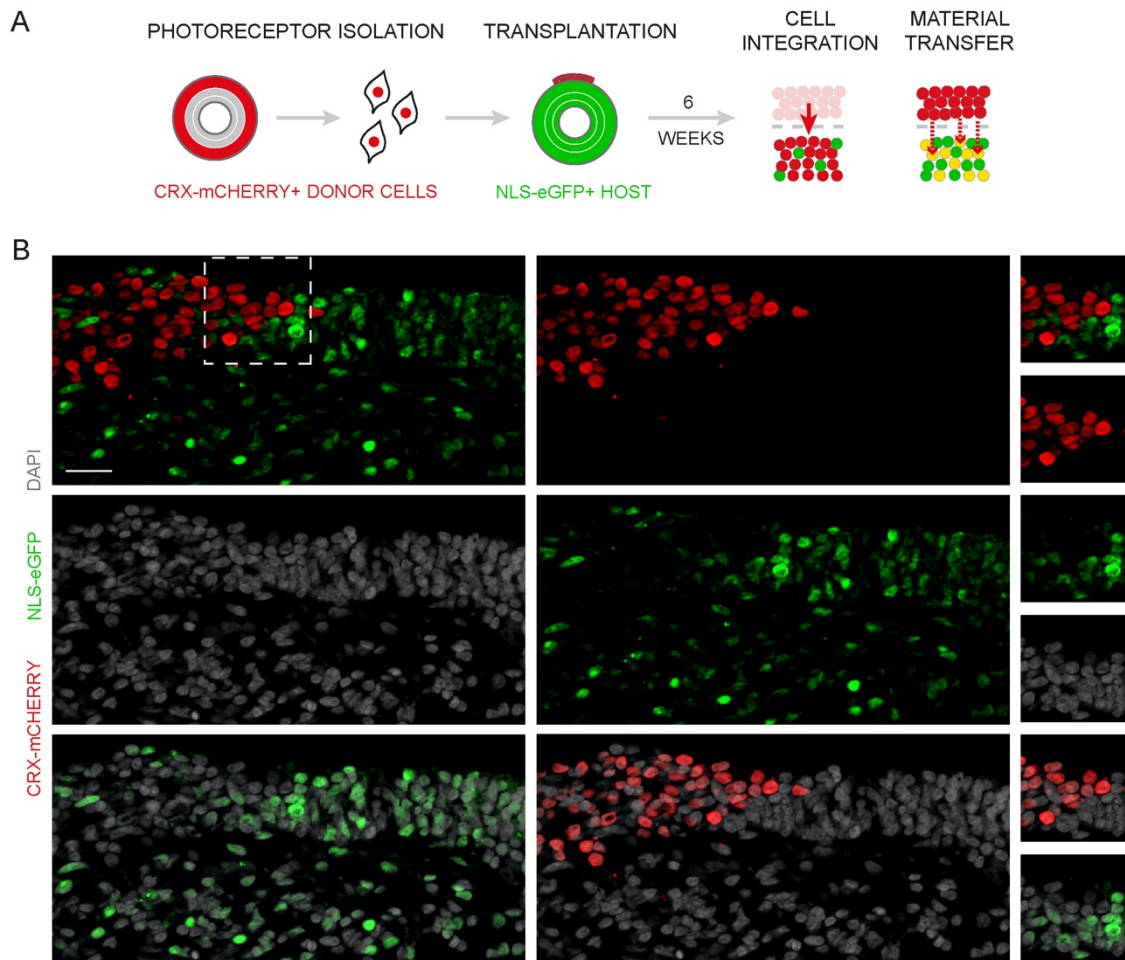 A
PHOTORECEPTOR ISOLATION
TRANSPLANTATION
CELL
INTEGRATION
MATERIAL
TRANSFER
6
WEEKS
CRX-mCHERRY+ DONOR CELLS
NLS-eGFP+ HOST
B
DAPI
NLS-eGFP
CRX-mCHERRY